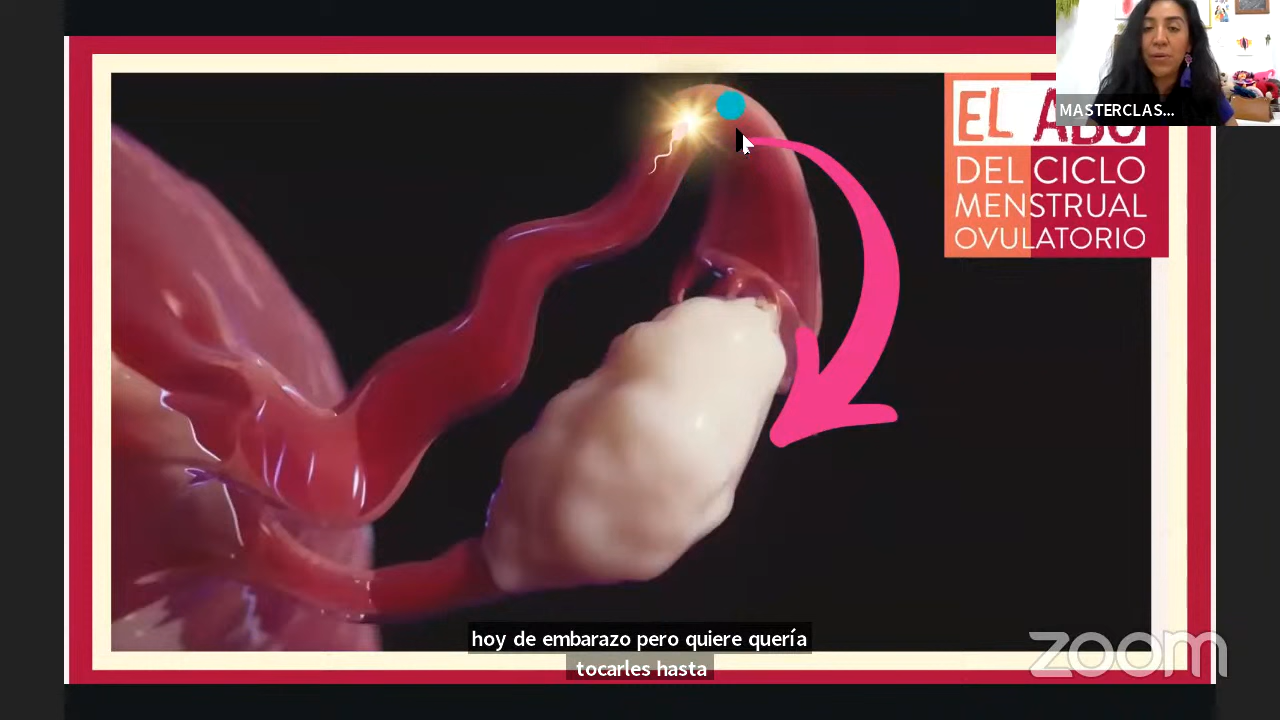 MASTERCLAS...
EL ABC
DEL CICLO
MENSTRUAL
OVULATORIO
hoy de embarazo pero quiere quería
tocarles hasta
zoom